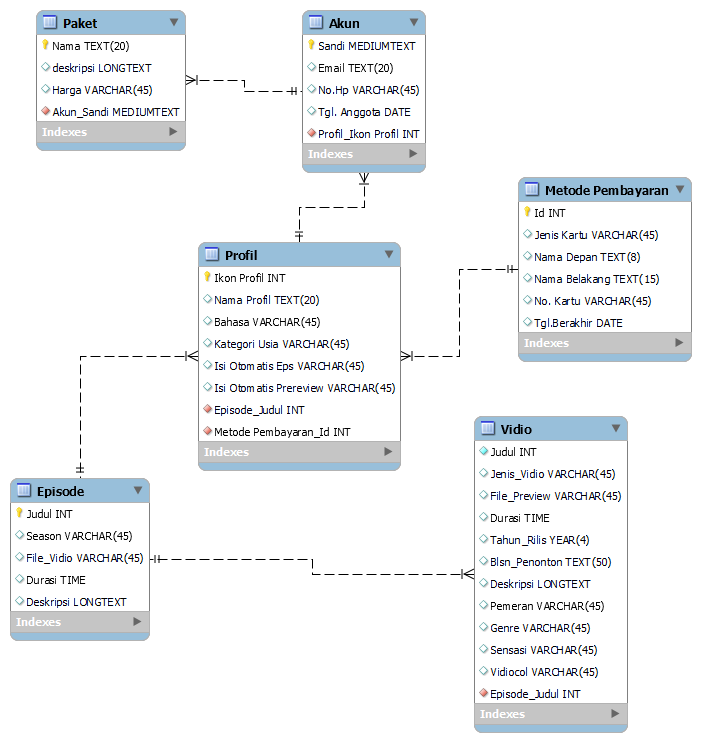 Paket
Nama TEXT(20)
deskripsi LONGTEXT
Harga VARCHAR(45)
Akun_Sandi MEDIUMTEXT
Indexes
Akun
Sandi MEDIUMTEXT
Email TEXT(20)
No.Hp VARCHAR(45)
Tgl. Anggota DATE
Profil_Ikon Profil INT
Indexes
Metode Pembayaran
Id INT
Jenis Kartu VARCHAR(45)
Nama Depan TEXT(8)
Nama Belakang TEXT(15)
No. Kartu VARCHAR(45)
Tgl.Berakhir DATE
Indexes
Profil
Ikon Profil INT
Nama Profil TEXT(20)
Bahasa VARCHAR(45)
Kategori Usia VARCHAR(45)
Isi Otomatis Eps VARCHAR(45)
Isi Otomatis Prereview VARCHAR(45)
Episode_Judul INT
Metode Pembayaran_Id INT
Indexes
Episode
Judul INT
Season VARCHAR(45)
File_Vidio VARCHAR(45)
Durasi TIME
Deskripsi LONGTEXT
Indexes
Vidio
Judul INT
Jenis_Vidio VARCHAR(45)
File_Preview VARCHAR(45)
Durasi TIME
Tahun_Rilis YEAR(4)
Blsn_Penonton TEXT(50)
Deskripsi LONGTEXT
Pemeran VARCHAR(45)
Genre VARCHAR(45)
Sensasi VARCHAR(45)
Vidiocol VARCHAR(45)
Episode_Judul INT
Indexes